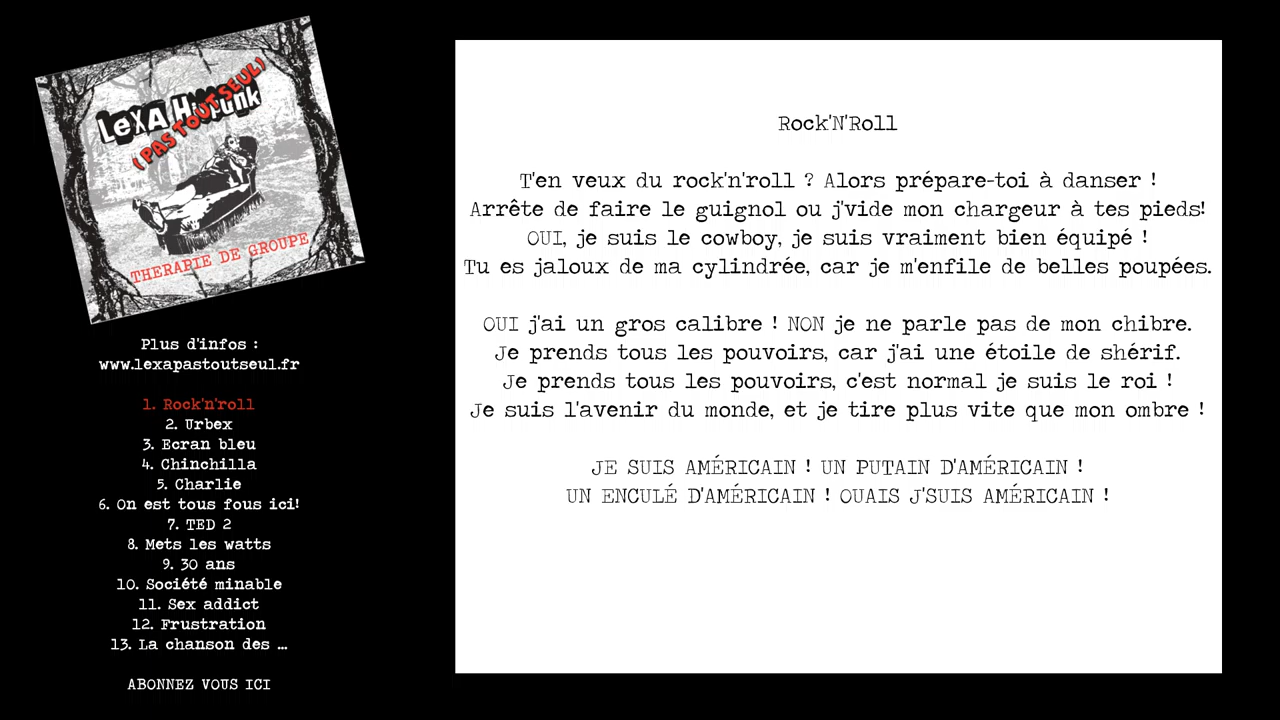 LeXA Hippunk
(PAS TOUT SEUL)
THERAPIE DE GROUPE
Plus d'infos :
www.lexapastoutseul.fr
1. Rock'n'roll
2. Urbex
3. Ecran bleu
4. Chinchilla
5. Charlie
6. On est tous fous ici!
7. TED 2
8. Mets les watts
9. 30 ans
10. Société minable
11. Sex addict
12. Frustration
13. La chanson des ...
ABONNEZ VOUS ICI
Rock'N'Roll
T'en veux du rock'n'roll ? Alors prépare-toi à danser !
Arrête de faire le guignol ou j'vide mon chargeur à tes pieds!
OUI, je suis le cowboy, je suis vraiment bien équipé !
Tu es jaloux de ma cylindrée, car je m'enfile de belles poupées.
OUI j'ai un gros calibre ! NON je ne parle pas de mon chibre.
Je prends tous les pouvoirs, car j'ai une étoile de shérif.
Je prends tous les pouvoirs, c'est normal je suis le roi !
Je suis l'avenir du monde, et je tire plus vite que mon ombre !
JE SUIS AMÉRICAIN ! UN PUTAIN D'AMÉRICAIN !
UN ENCULÉ D'AMÉRICAIN ! OUAIS J'SUIS AMÉRICAIN !